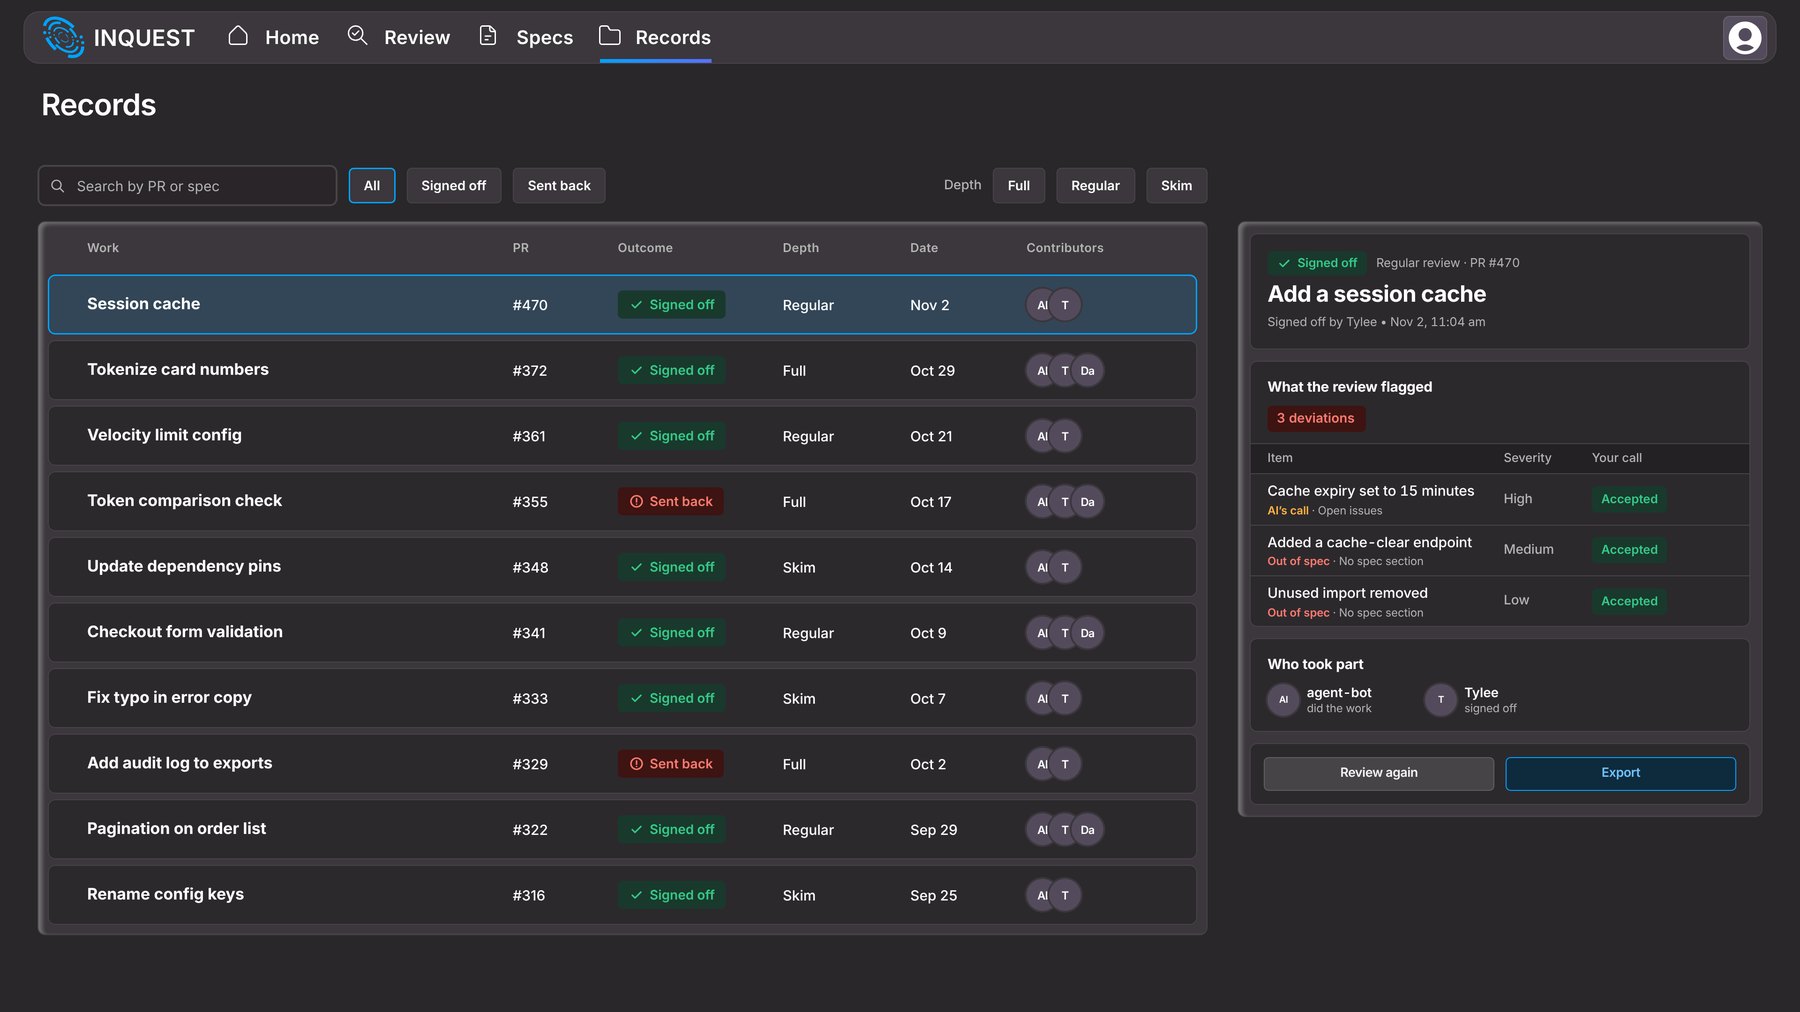 INQUEST Home Review Specs Records
Records
Search by PR or spec All Signed off Sent back Depth Full Regular Skim
Work PR Outcome Depth Date Contributors
Session cache #470 Signed off Regular Nov 2 AI T
Tokenize card numbers #372 Signed off Full Oct 29 AI T Da
Velocity limit config #361 Signed off Regular Oct 21 AI T
Token comparison check #355 Sent back Full Oct 17 AI T Da
Update dependency pins #348 Signed off Skim Oct 14 AI T
Checkout form validation #341 Signed off Regular Oct 9 AI T Da
Fix typo in error copy #333 Signed off Skim Oct 7 AI T
Add audit log to exports #329 Sent back Full Oct 2 AI T
Pagination on order list #322 Signed off Regular Sep 29 AI T Da
Rename config keys #316 Signed off Skim Sep 25 AI T
Signed off Regular review · PR #470
Add a session cache
Signed off by Tylee • Nov 2, 11:04 am
What the review flagged
3 deviations
Item Severity Your call
Cache expiry set to 15 minutes High Accepted
AI's call · Open issues
Added a cache-clear endpoint Medium Accepted
Out of spec · No spec section
Unused import removed Low Accepted
Out of spec · No spec section
Who took part
AI agent-bot T Tylee
did the work signed off
Review again Export